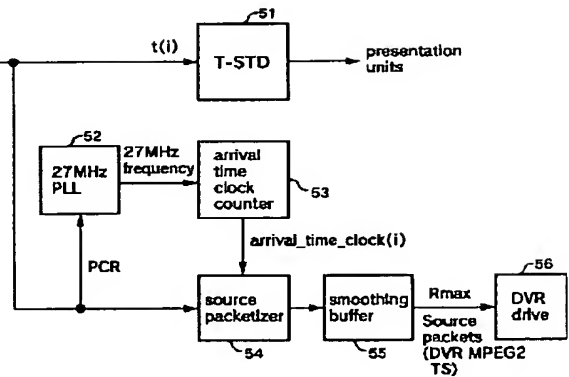 51
t(i)
T-STD
presentation
units
52
27MHz
PLL
27MHz
frequency
arrival
time
clock
counter
53
arrival_time_clock(i)
PCR
source
packetizer
54
smoothing
buffer
55
Rmax
Source
packets
(DVR MPEG2
TS)
56
DVR
drive